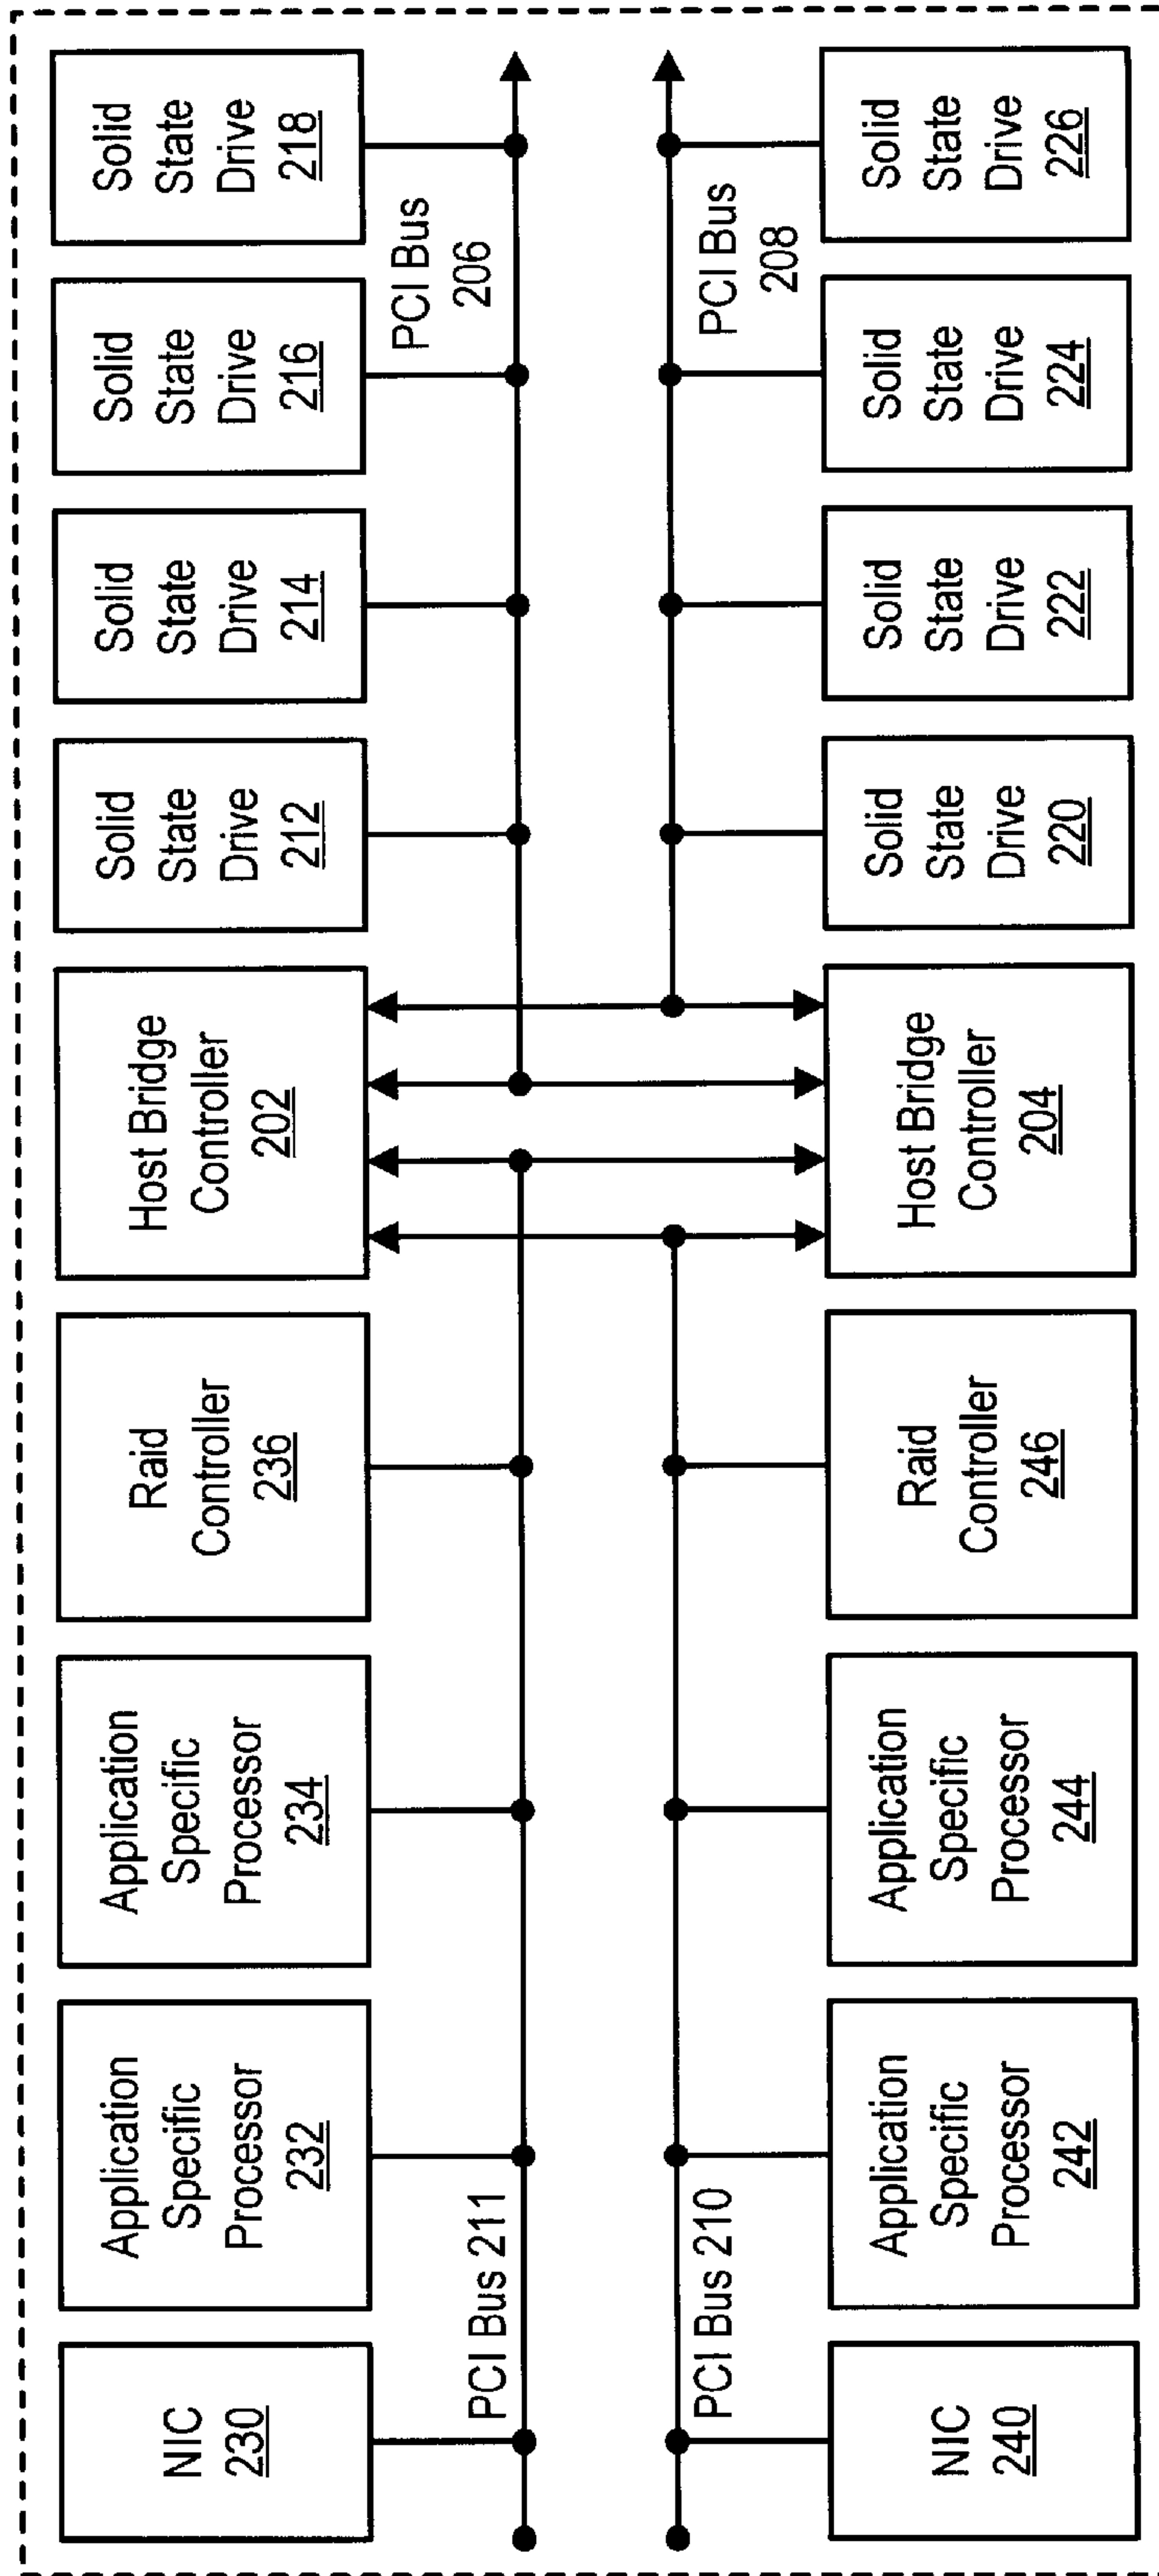 NIC
230
Application
Specific
Processor
232
Application
Specific
Processor
234
Raid
Controller
236
Host Bridge
Controller
202
Solid
State
Drive
212
Solid
State
Drive
214
Solid
State
Drive
216
Solid
State
Drive
218
PCI Bus 211
PCI Bus
206
PCI Bus 210
PCI Bus
208
NIC
240
Application
Specific
Processor
242
Application
Specific
Processor
244
Raid
Controller
246
Host Bridge
Controller
204
Solid
State
Drive
220
Solid
State
Drive
222
Solid
State
Drive
224
Solid
State
Drive
226